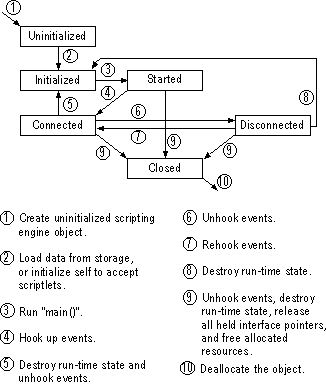 1
Uninitialized
2
Initialized
3
Started
4
5
6
8
Connected
7
Disconnected
9
9
9
Closed
10
1 Create uninitialized scripting
engine object.
2 Load data from storage,
or initialize self to accept
scriptlets.
3 Run "main()".
4 Hook up events.
5 Destroy run-time state and
unhook events.
6 Unhook events.
7 Rehook events.
8 Destroy run-time state.
9 Unhook events, destroy
run-time state, release
all held interface pointers,
and free allocated
resources.
10 Deallocate the object.